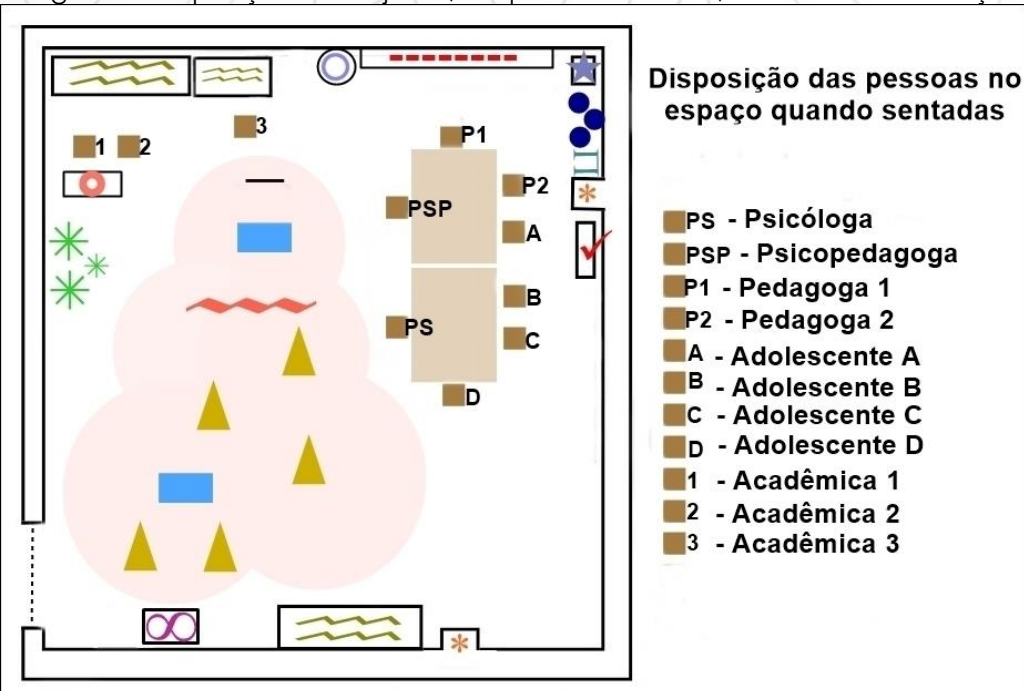 Disposição das pessoas no
espaço quando sentadas
1
2
3
P1
P2
PSP
A
B
PS
C
D
PS - Psicóloga
PSP - Psicopedagoga
P1 - Pedagoga 1
P2 - Pedagoga 2
A - Adolescente A
B - Adolescente B
C - Adolescente C
D - Adolescente D
1 - Acadêmica 1
2 - Acadêmica 2
3 - Acadêmica 3